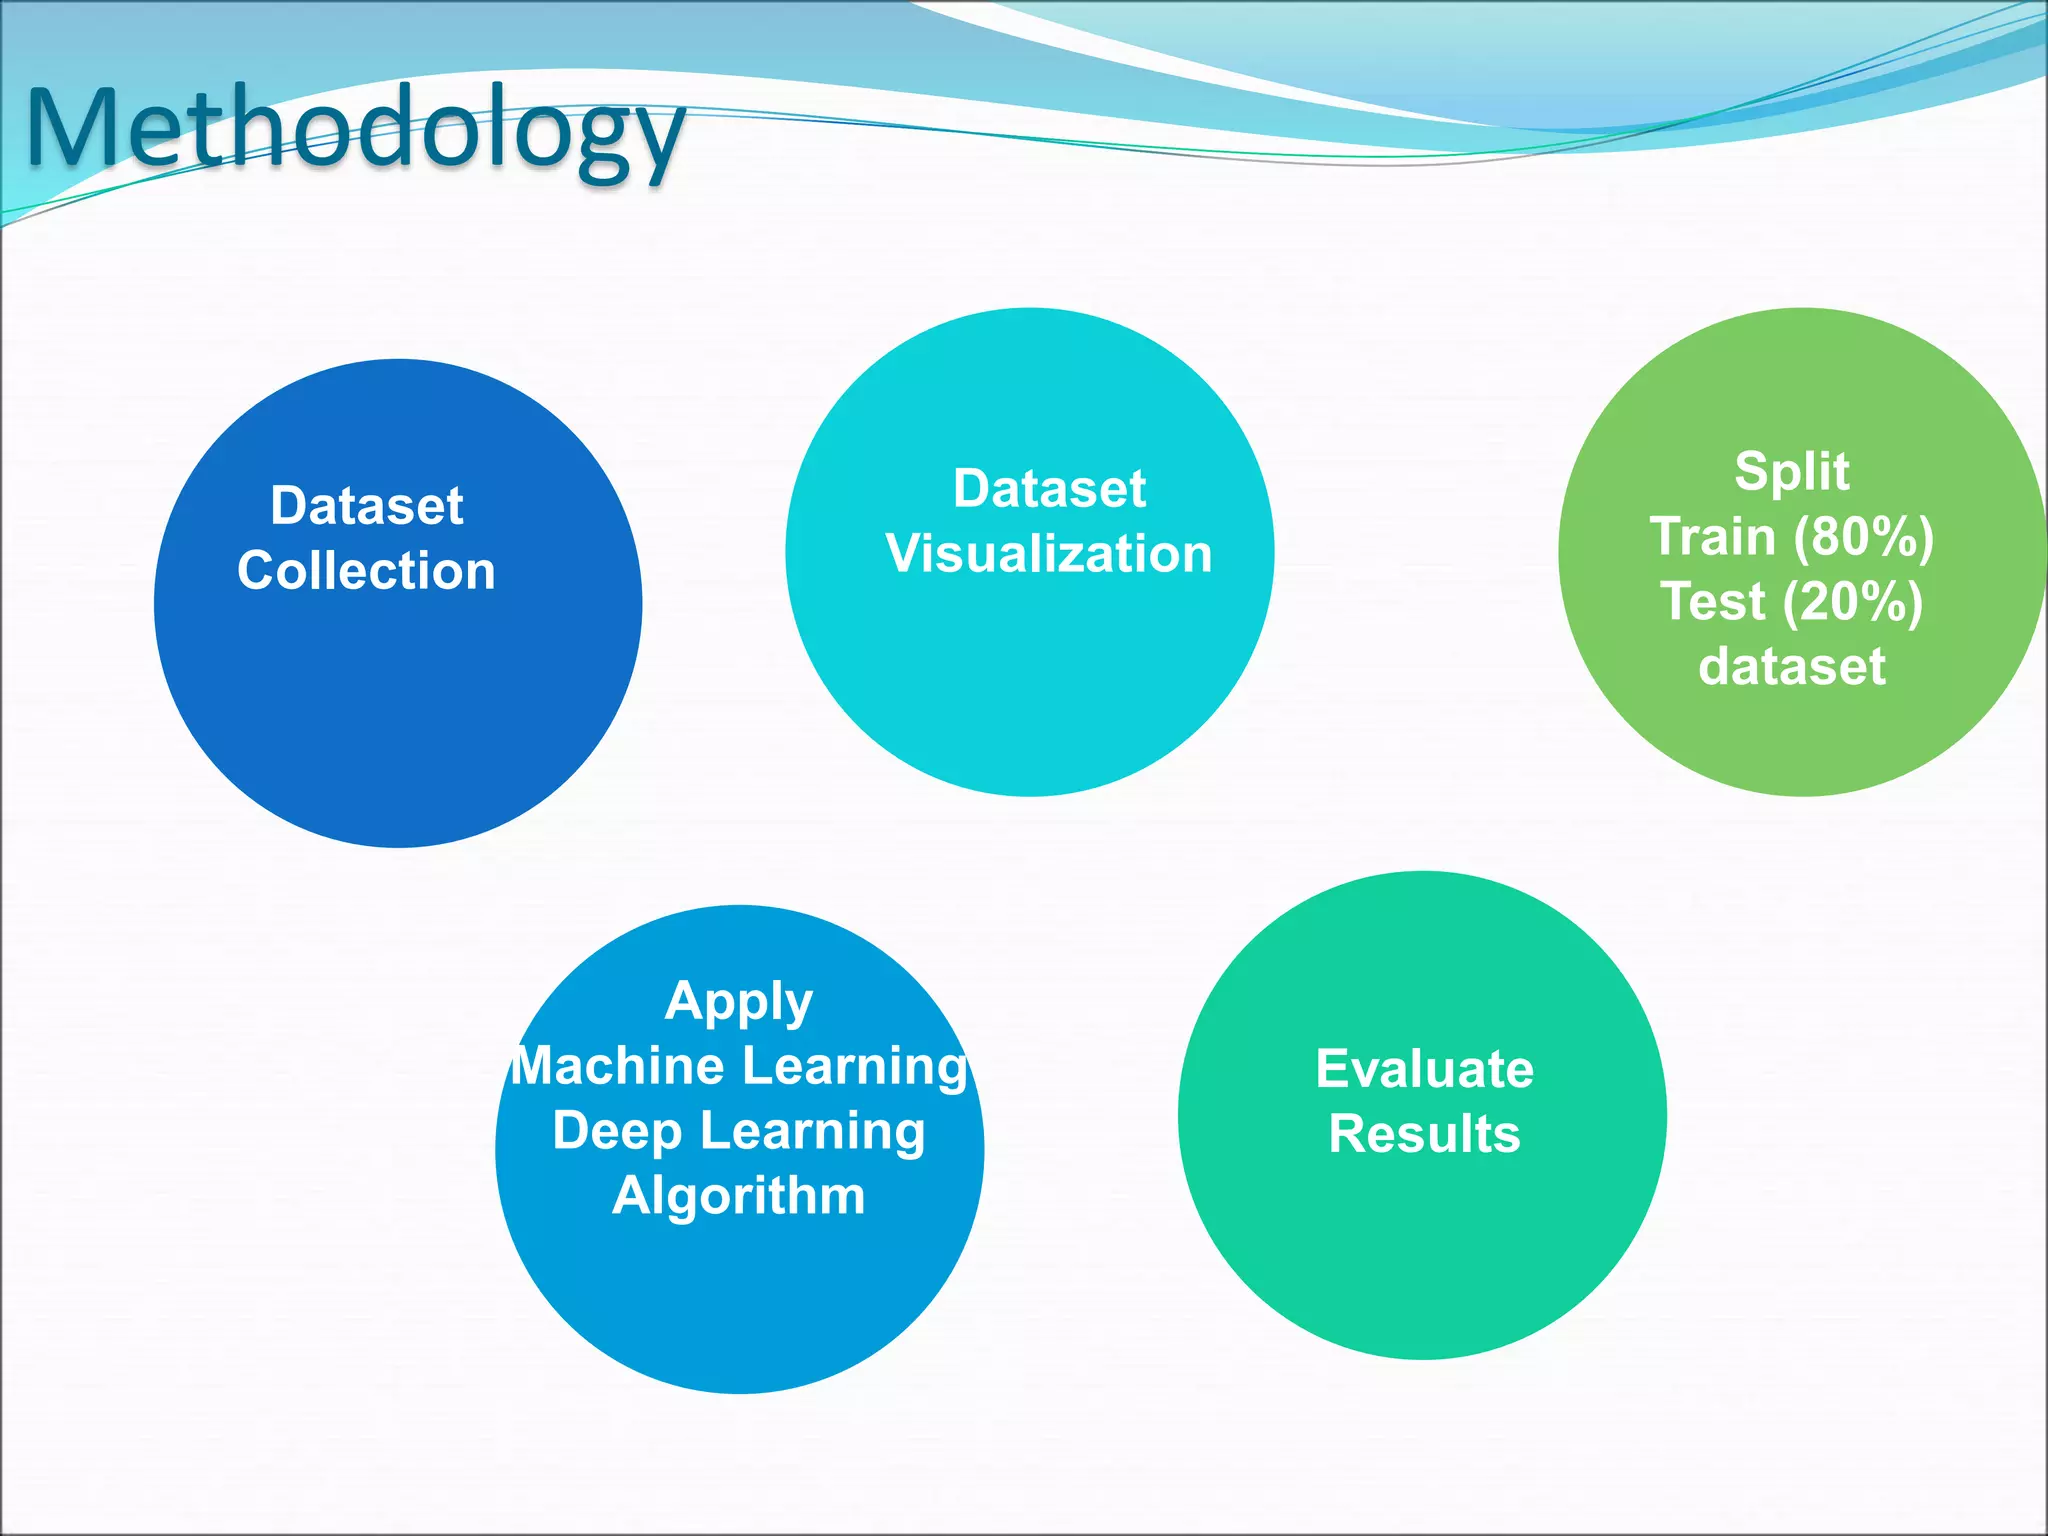 Methodology
Dataset
Collection
Dataset
Visualization
Split
Train (80%)
Test (20%)
dataset
Apply
Machine Learning
Deep Learning
Algorithm
Evaluate
Results